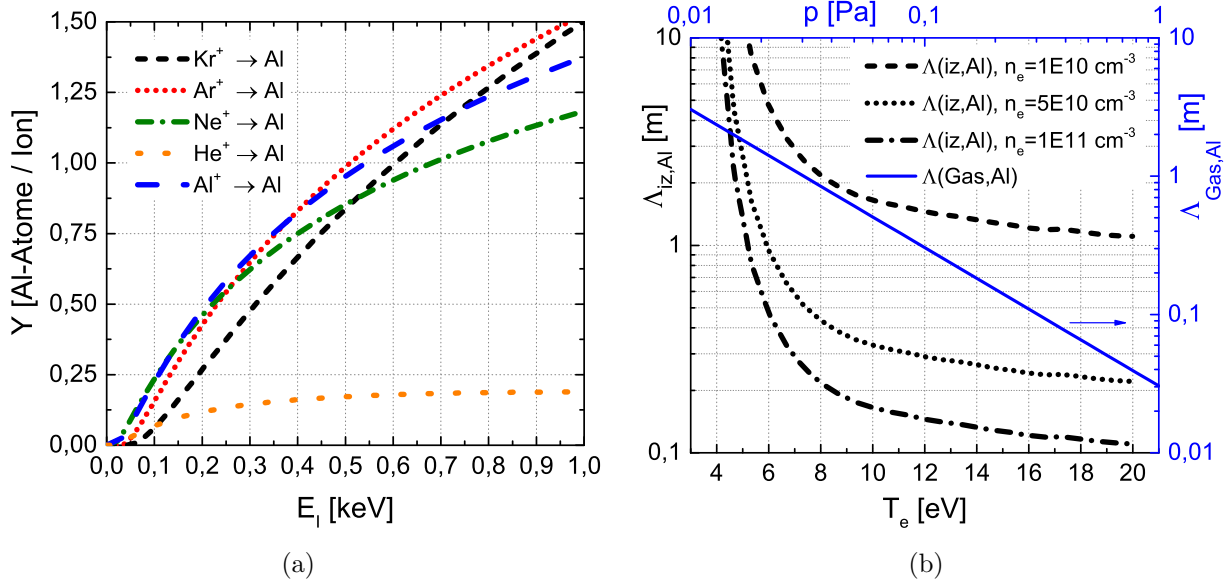 1,50
1,25
1,00
0,75
0,50
0,25
0,00
Y [Al-Atome / Ion]
Kr⁺ → Al
Ar⁺ → Al
Ne⁺ → Al
He⁺ → Al
Al⁺ → Al
0,0 0,1 0,2 0,3 0,4 0,5 0,6 0,7 0,8 0,9 1,0
E_I [keV]
(a)
p [Pa]
0,01 0,1 1
10
1
0,1
Λ_iz,Al [m]
Λ(iz,Al), n_e=1E10 cm⁻³
Λ(iz,Al), n_e=5E10 cm⁻³
Λ(iz,Al), n_e=1E11 cm⁻³
Λ(Gas,Al)
10
1
0,1
0,01
Λ_Gas,Al [m]
4 6 8 10 12 14 16 18 20
T_e [eV]
(b)